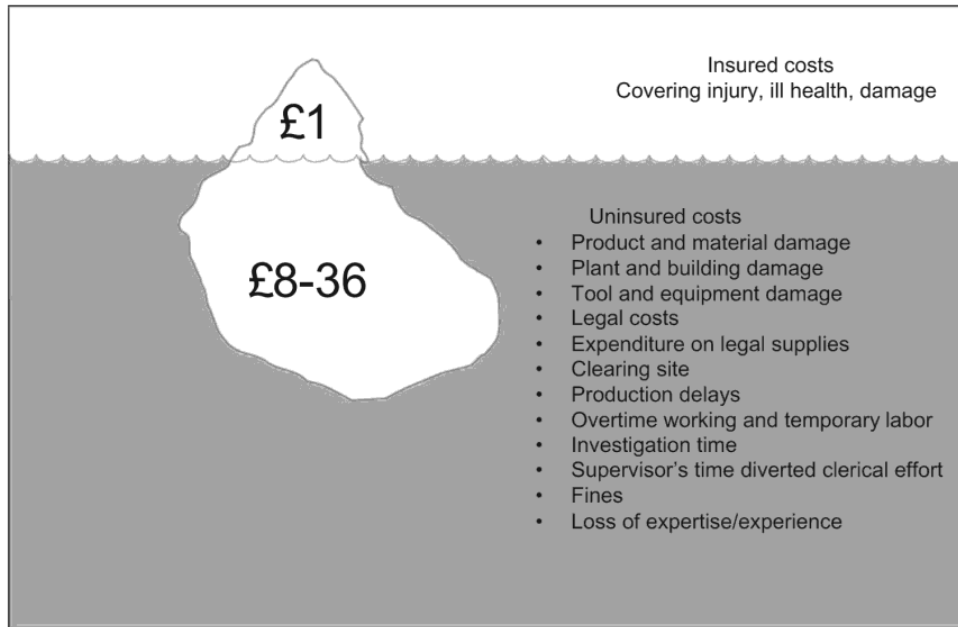 Insured costs
Covering injury, ill health, damage
£1
£8-36
Uninsured costs
• Product and material damage
• Plant and building damage
• Tool and equipment damage
• Legal costs
• Expenditure on legal supplies
• Clearing site
• Production delays
• Overtime working and temporary labor
• Investigation time
• Supervisor's time diverted clerical effort
• Fines
• Loss of expertise/experience